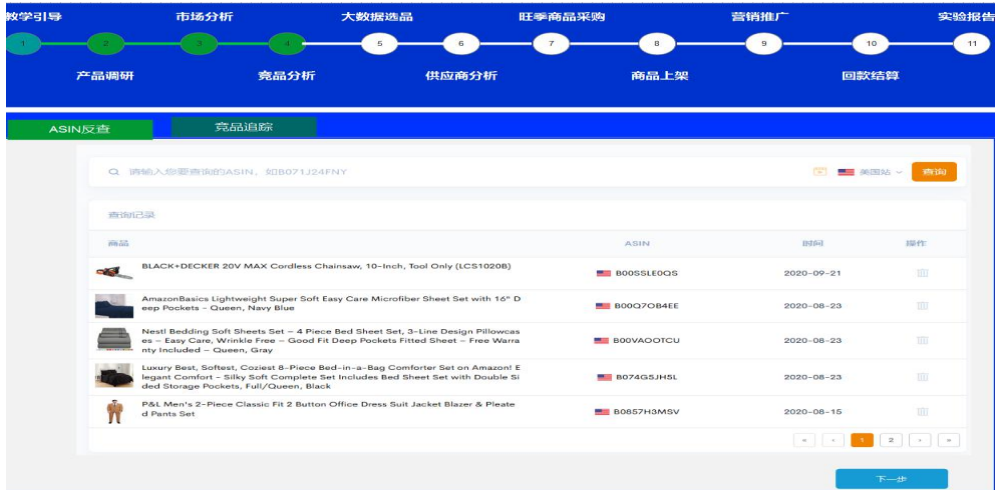 教学引导
市场分析
大数据选品
旺季商品采购
营销推广
实验报告
1
2
3
4
5
6
7
8
9
10
11
产品调研
竞品分析
供应商分析
商品上架
回款结算
ASIN反查
竞品追踪
请输入您要查询的ASIN，如B071J24FNY
美国站
查询
查询记录
商品
ASIN
时间
操作
BLACK+DECKER 20V MAX Cordless Chainsaw, 10-Inch, Tool Only (LCS1020B)
B00SSLE0QS
2020-09-21
AmazonBasics Lightweight Super Soft Easy Care Microfiber Sheet Set with 16" D
eep Pockets - Queen, Navy Blue
B00Q7OB4EE
2020-08-23
Nestl Bedding Soft Sheets Set – 4 Piece Bed Sheet Set, 3-Line Design Pillowcas
es – Easy Care, Wrinkle Free – Good Fit Deep Pockets Fitted Sheet – Free Warra
nty Included – Queen, Gray
B00VAOOTCU
2020-08-23
Luxury Best, Softest, Coziest 8-Piece Bed-in-a-Bag Comforter Set on Amazon! E
legant Comfort - Silky Soft Complete Set Includes Bed Sheet Set with Double Si
ded Storage Pockets, Full/Queen, Black
B074G5JH5L
2020-08-23
P&L Men's 2-Piece Classic Fit 2 Button Office Dress Suit Jacket Blazer & Pleate
d Pants Set
B0857H3MSV
2020-08-15
« ‹ 1 2 › »
下一步